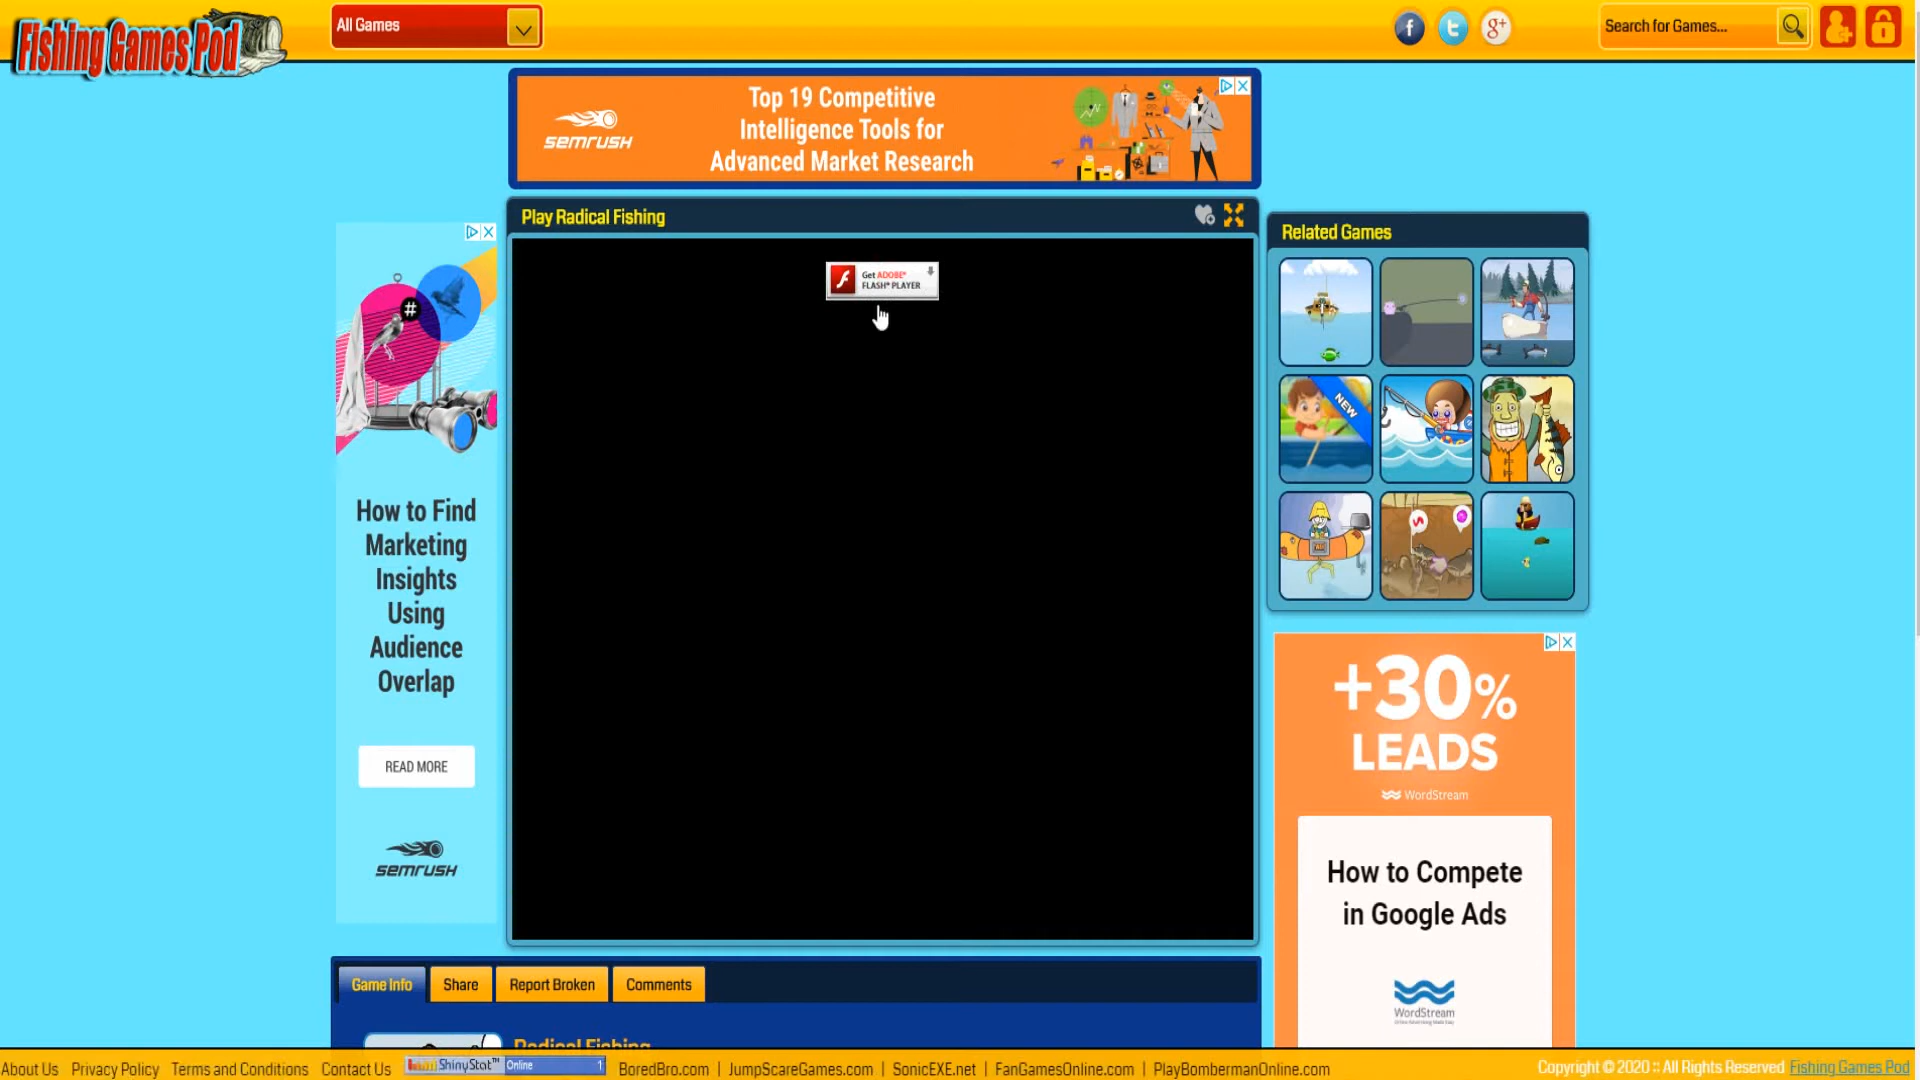 Fishing Games Pod
All Games
Search for Games...
f
t
g+
SEMRUSH
Top 19 Competitive
Intelligence Tools for
Advanced Market Research
Play Radical Fishing
Get ADOBE®
FLASH® PLAYER
Related Games
NEW
#
How to Find
Marketing
Insights
Using
Audience
Overlap
READ MORE
SEMRUSH
+30%
LEADS
WordStream
How to Compete
in Google Ads
WordStream
Game Info
Share
Report Broken
Comments
Radical Fishing
About Us
Privacy Policy
Terms and Conditions
Contact Us
ShinyStat™
Online
1
BoredBro.com | JumpScareGames.com | SonicEXE.net | FanGamesOnline.com | PlayBombermanOnline.com
Copyright © 2020 :: All Rights Reserved Fishing Games Pod